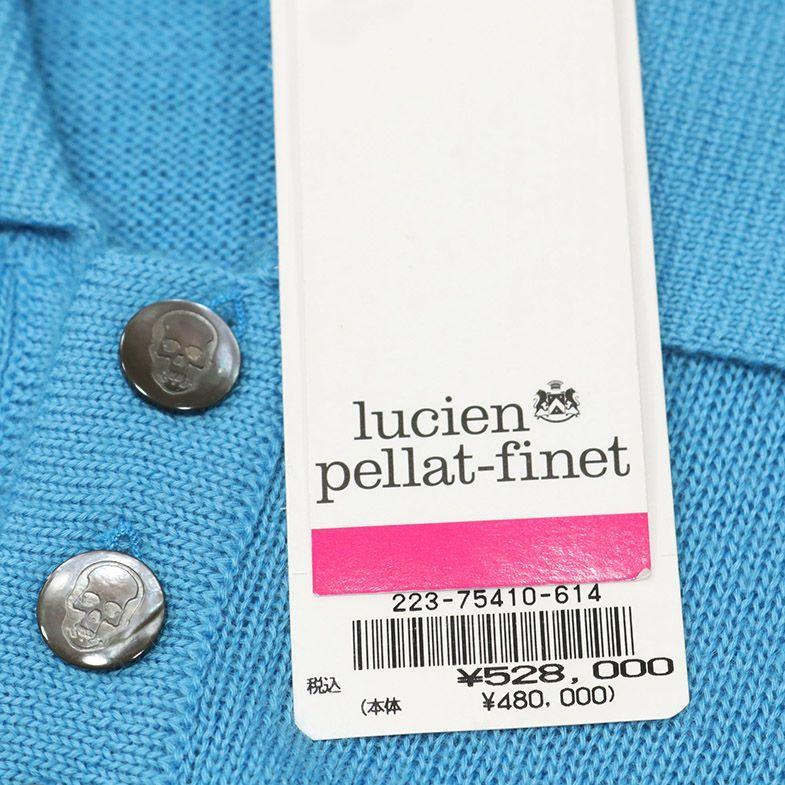 lucien
pellat-finet
223-75410-614
税込 ¥528,000
(本体 ¥480,000)